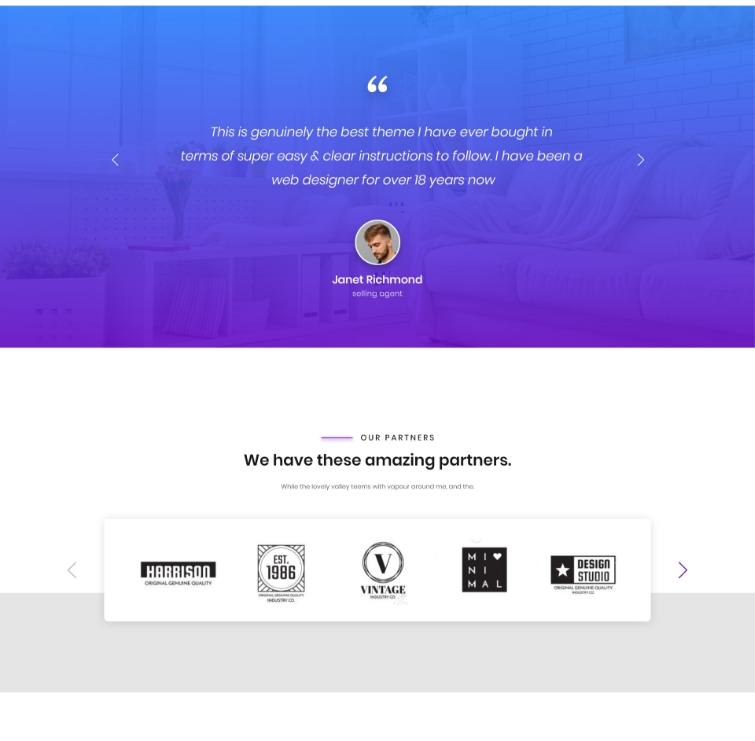 “
This is genuinely the best theme I have ever bought in
terms of super easy & clear instructions to follow. I have been a
web designer for over 18 years now
Janet Richmond
selling agent
OUR PARTNERS
We have these amazing partners.
While the lovely valley teems with vapour around me, and the.
HARRISON
ORIGINAL GENUINE QUALITY
EST.
1986
ORIGINAL GENUINE QUALITY
INDUSTRY CO.
V
VINTAGE
INDUSTRY CO
MI♥
NI
MAL
DESIGN
STUDIO
ORIGINAL GENUINE QUALITY
INDUSTRY CO.